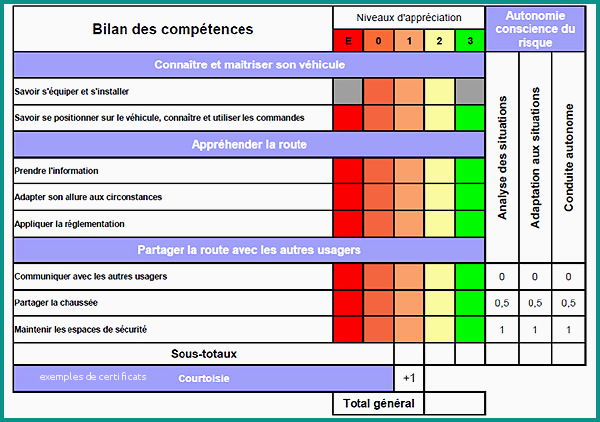 Bilan des compétences
Niveaux d'appréciation
Autonomie
conscience du
risque
E 0 1 2 3
Connaître et maîtriser son véhicule
Analyse des situations
Adaptation aux situations
Conduite autonome
Savoir s'équiper et s'installer
Savoir se positionner sur le véhicule, connaître et utiliser les commandes
Appréhender la route
Prendre l'information
Adapter son allure aux circonstances
Appliquer la réglementation
Partager la route avec les autres usagers
Communiquer avec les autres usagers
0 0 0
Partager la chaussée
0,5 0,5 0,5
Maintenir les espaces de sécurité
1 1 1
Sous-totaux
exemples de certificats
Courtoisie
+1
Total général